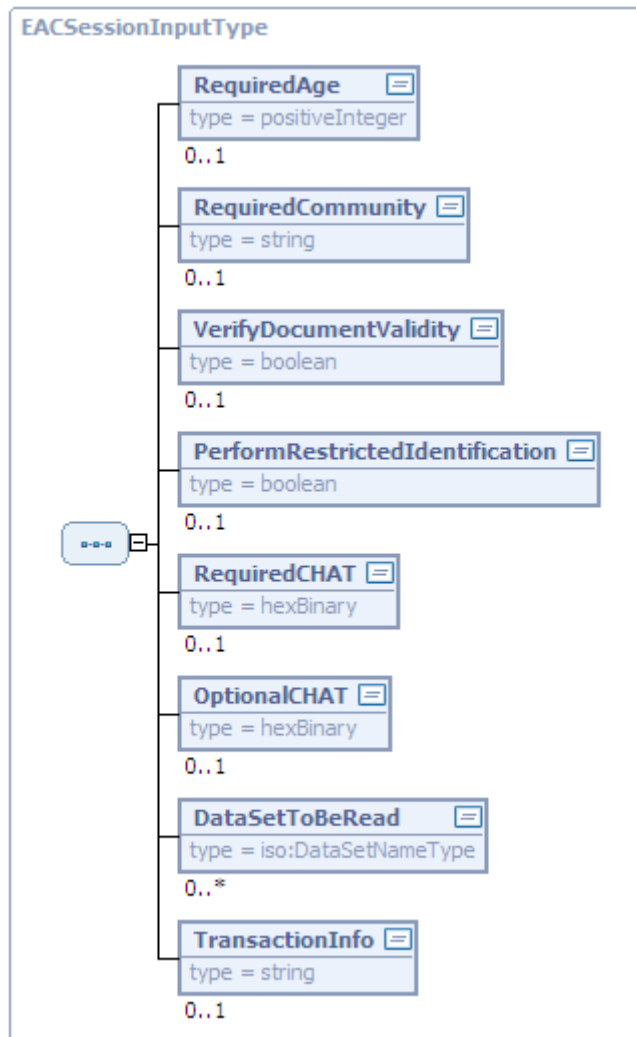 EACSessionInputType
RequiredAge
type = positiveInteger
0..1
RequiredCommunity
type = string
0..1
VerifyDocumentValidity
type = boolean
0..1
PerformRestrictedIdentification
type = boolean
0..1
RequiredCHAT
type = hexBinary
0..1
OptionalCHAT
type = hexBinary
0..1
DataSetToBeRead
type = iso:DataSetNameType
0..*
TransactionInfo
type = string
0..1